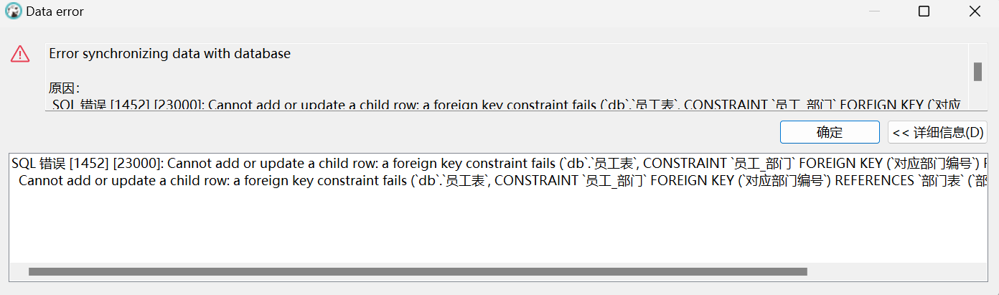 Data error
Error synchronizing data with database
原因：
SQL 错误 [1452] [23000]: Cannot add or update a child row: a foreign key constraint fails (`db`.`员工表`, CONSTRAINT `员工_部门` FOREIGN KEY (`对应
确定
<< 详细信息(D)
SQL 错误 [1452] [23000]: Cannot add or update a child row: a foreign key constraint fails (`db`.`员工表`, CONSTRAINT `员工_部门` FOREIGN KEY (`对应部门编号`)
Cannot add or update a child row: a foreign key constraint fails (`db`.`员工表`, CONSTRAINT `员工_部门` FOREIGN KEY (`对应部门编号`) REFERENCES `部门表` (`部